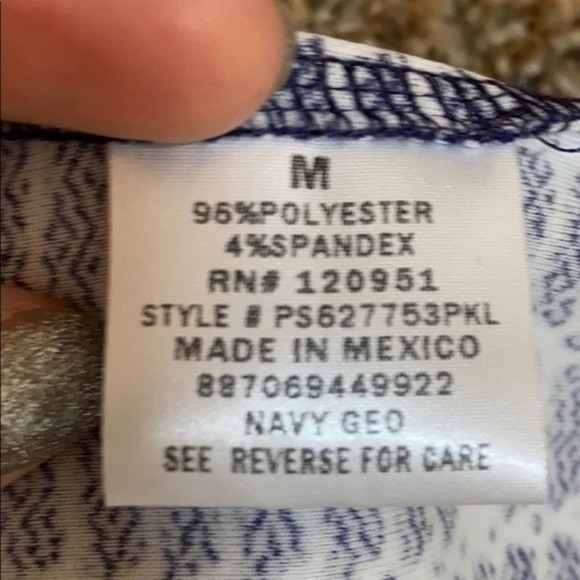 M
96%POLYESTER
4%SPANDEX
RN# 120951
STYLE # PS627753PKL
MADE IN MEXICO
887069449922
NAVY GEO
SEE REVERSE FOR CARE